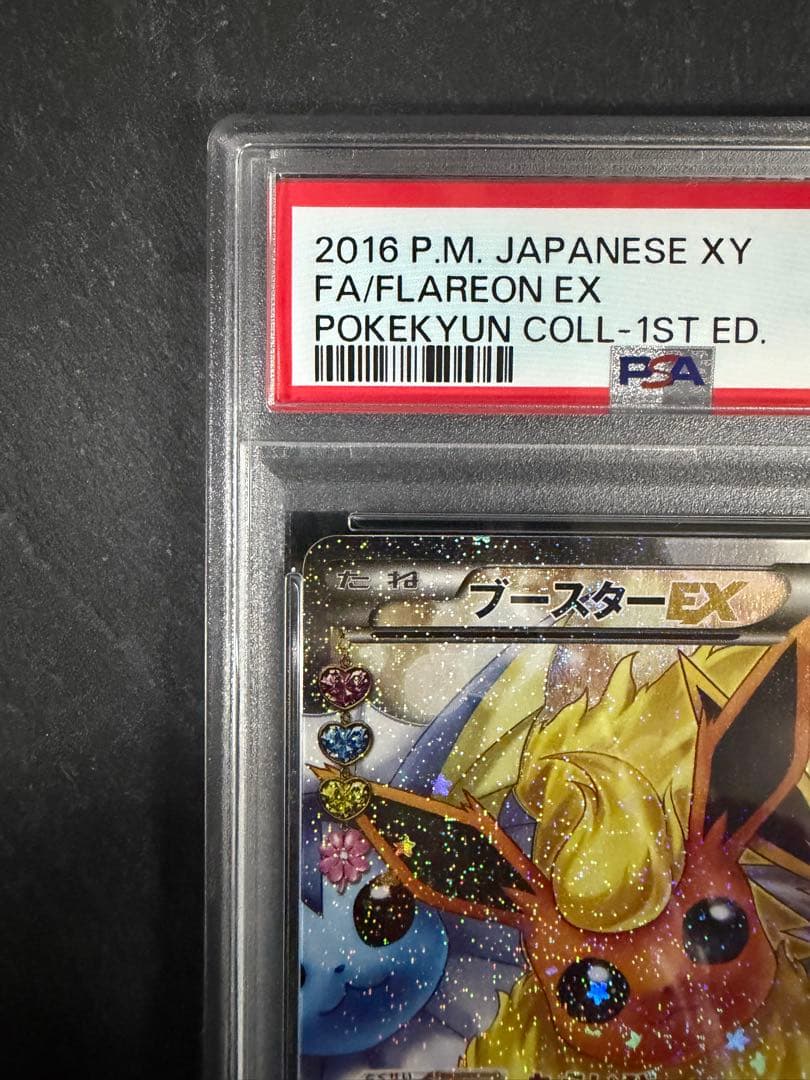 2016 P.M. JAPANESE XY
FA/FLAREON EX
POKEKYUN COLL-1ST ED.
PSA
たね
ブースターEX